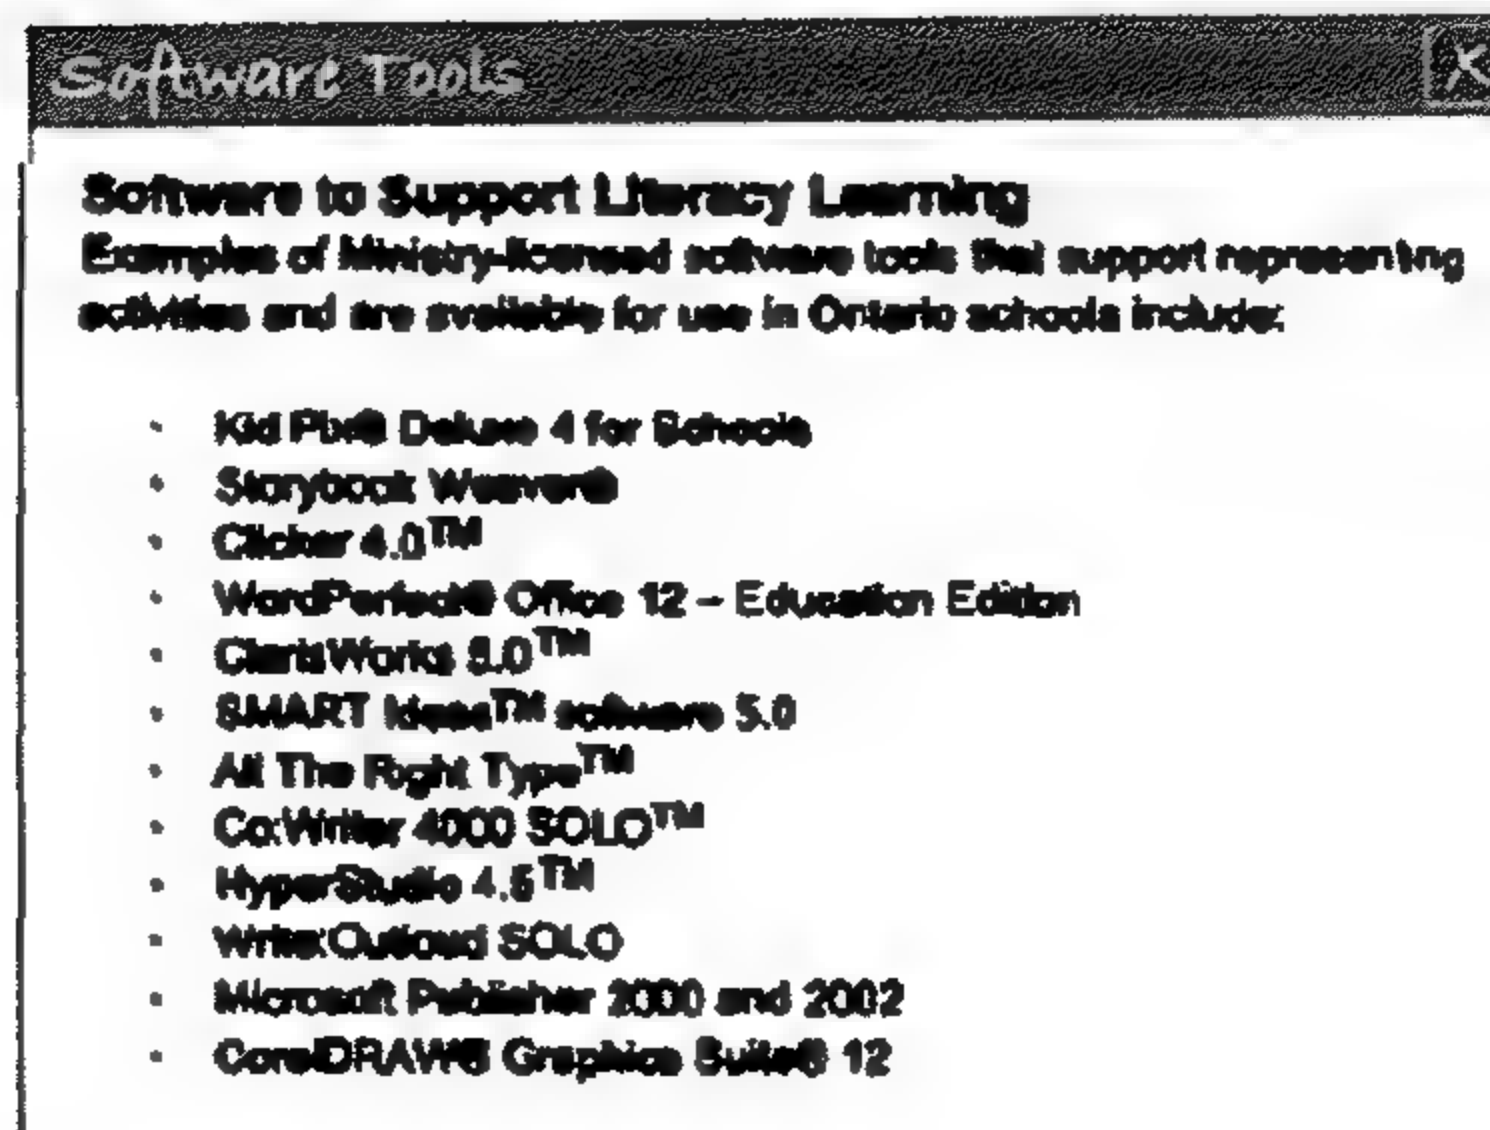 Software Tools
Software to Support Literacy Learning
Examples of Ministry-licensed software tools that support representing
activities and are available for use in Ontario schools include:
• Kid Pix® Deluxe 4 for Schools
• Storybook Weaver®
• Clicker 4.0™
• WordPerfect® Office 12 – Education Edition
• ClarisWorks 5.0™
• SMART Ideas™ software 5.0
• All The Right Type™
• Co:Writer 4000 SOLO™
• HyperStudio 4.5™
• Write:Outloud SOLO
• Microsoft Publisher 2000 and 2002
• CorelDRAW® Graphics Suite® 12